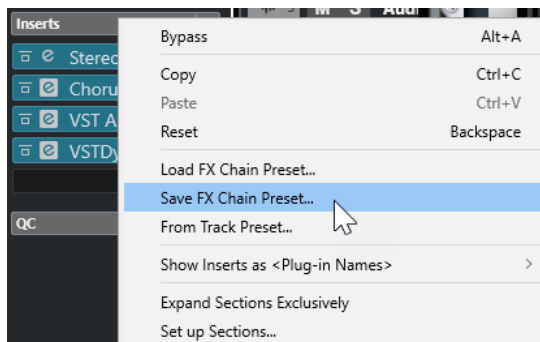 Inserts
M S Audi
Bypass Alt+A
Stereo
Copy Ctrl+C
Choru
Paste Ctrl+V
VST A
Reset Backspace
VSTDy
Load FX Chain Preset...
Save FX Chain Preset...
QC
From Track Preset...
Show Inserts as <Plug-in Names>
Expand Sections Exclusively
Set up Sections...